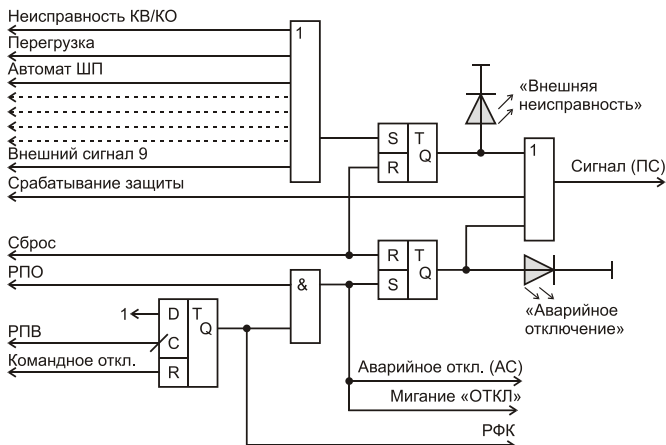 Неисправность КВ/КО
1
Перегрузка
Автомат ШП
«Внешняя
неисправность»
S T
Q
R
1
Внешний сигнал 9
Сигнал (ПС)
Срабатывание защиты
Сброс
R T
Q
S
РПО
&
«Аварийное
отключение»
1 D T
Q
РПВ
C
Командное откл.
R
Аварийное откл. (АС)
Мигание «ОТКЛ»
РФК